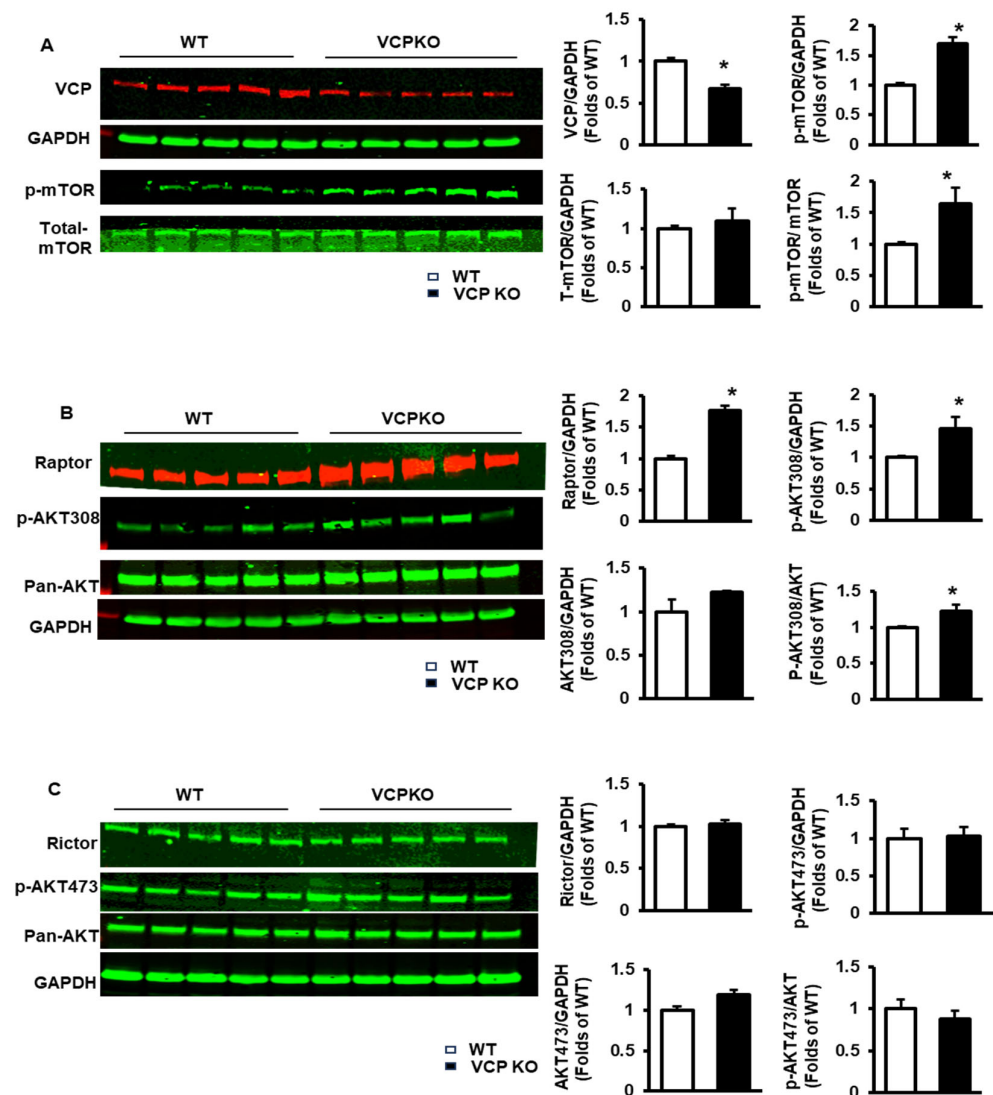 A
WT
VCPKO
VCP
GAPDH
p-mTOR
Total-
mTOR
WT
VCP KO
VCP/GAPDH
(Folds of WT)
1.5
1
0.5
0
*
p-mTOR/GAPDH
(Folds of WT)
2
1.5
1
0.5
0
*
T-mTOR/GAPDH
(Folds of WT)
1.5
1
0.5
0
p-mTOR/ mTOR
(Folds of WT)
2
1.5
1
0.5
0
*
B
WT
VCPKO
Raptor
p-AKT308
Pan-AKT
GAPDH
WT
VCP KO
Raptor/GAPDH
(Folds of WT)
2
1.5
1
0.5
0
*
p-AKT308/GAPDH
(Folds of WT)
2
1.5
1
0.5
0
*
AKT308/GAPDH
(Folds of WT)
1.5
1
0.5
0
P-AKT308/AKT
(Folds of WT)
1.5
1
0.5
0
*
C
WT
VCPKO
Rictor
p-AKT473
Pan-AKT
GAPDH
WT
VCP KO
Rictor/GAPDH
(Folds of WT)
1.5
1
0.5
0
p-AKT473/GAPDH
(Folds of WT)
1.5
1
0.5
0
AKT473/GAPDH
(Folds of WT)
1.5
1
0.5
0
p-AKT473/AKT
(Folds of WT)
1.5
1
0.5
0